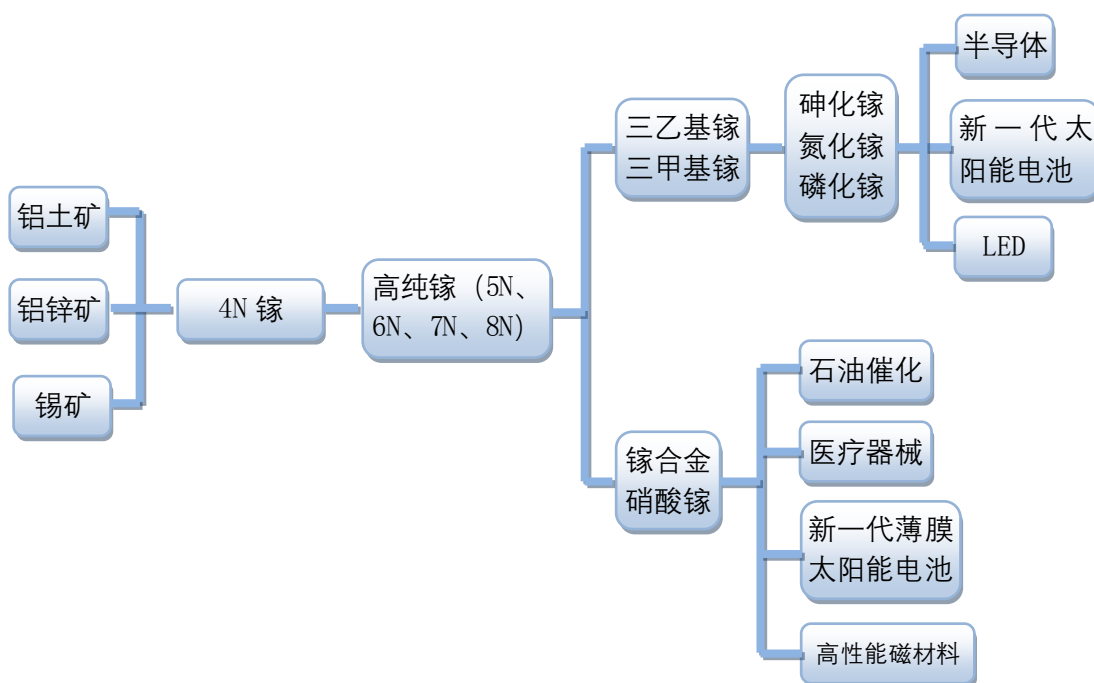 铝土矿
铝锌矿
锡矿
4N 镓
高纯镓（5N、
6N、7N、8N）
三乙基镓
三甲基镓
砷化镓
氮化镓
磷化镓
半导体
新一代太
阳能电池
LED
镓合金
硝酸镓
石油催化
医疗器械
新一代薄膜
太阳能电池
高性能磁材料